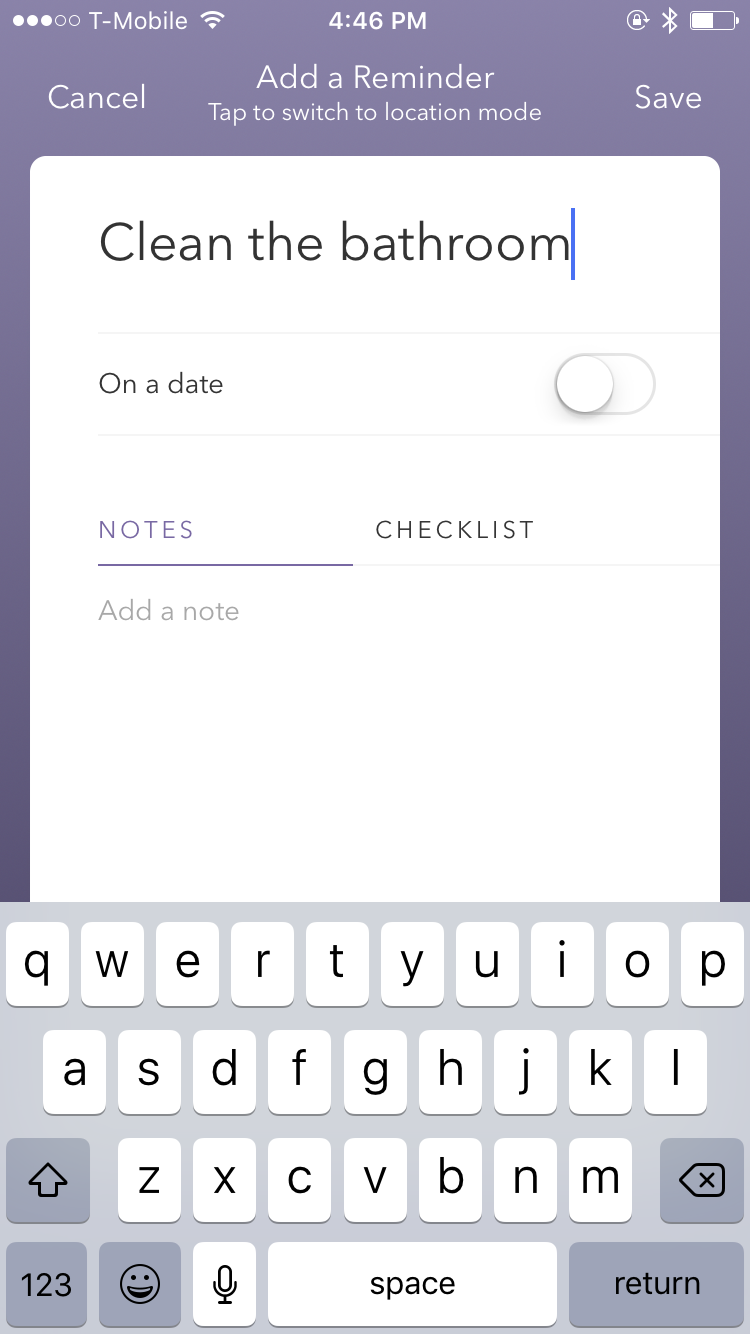 T-Mobile 4:46 PM
Add a Reminder
Cancel Save
Tap to switch to location mode
Clean the bathroom
On a date
NOTES CHECKLIST
Add a note
q w e r t y u i o p
a s d f g h j k l
z x c v b n m
123 space return